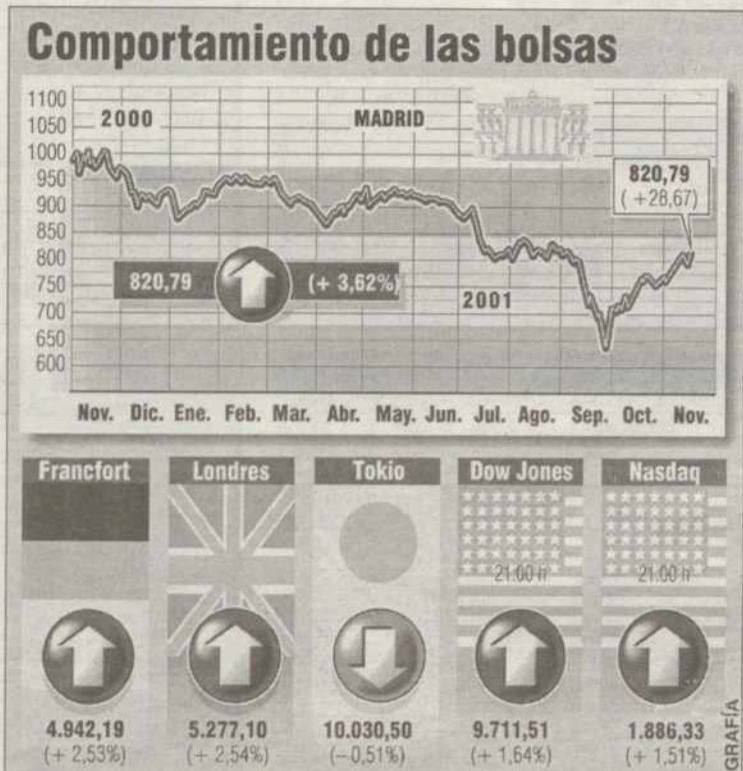 Comportamiento de las bolsas
1100
1050
1000
950
900
850
800
750
700
650
600
2000
MADRID
820,79
( +28,67)
820,79
(+ 3,62%)
2001
Nov. Dic. Ene. Feb. Mar. Abr. May. Jun. Jul. Ago. Sep. Oct. Nov.
Francfort
4.942,19
(+ 2,53%)
Londres
5.277,10
(+ 2,54%)
Tokio
10.030,50
(−0,51%)
Dow Jones
21:00 h
9.711,51
(+ 1,64%)
Nasdaq
21:00 h
1.886,33
(+ 1,51%)
GRAFÍA